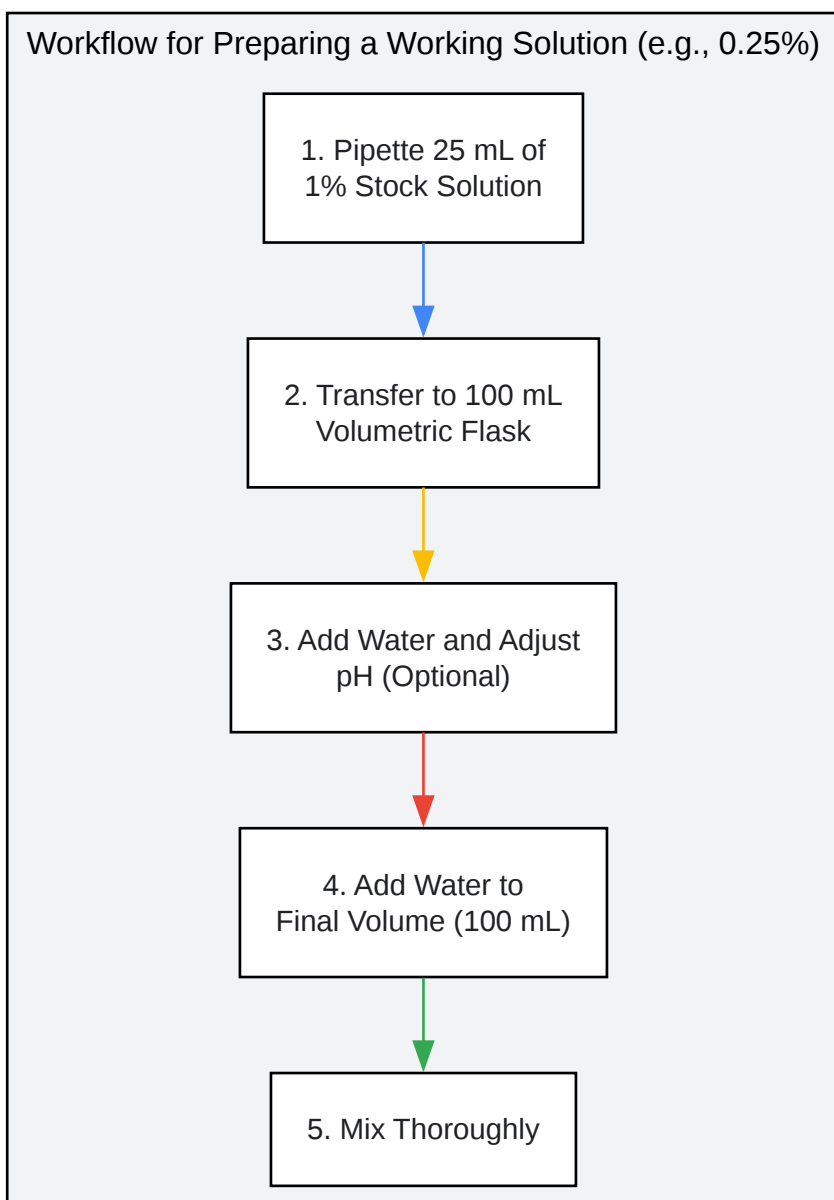 Workflow for Preparing a Working Solution (e.g., 0.25%)
1. Pipette 25 mL of
1% Stock Solution
2. Transfer to 100 mL
Volumetric Flask
3. Add Water and Adjust
pH (Optional)
4. Add Water to
Final Volume (100 mL)
5. Mix Thoroughly